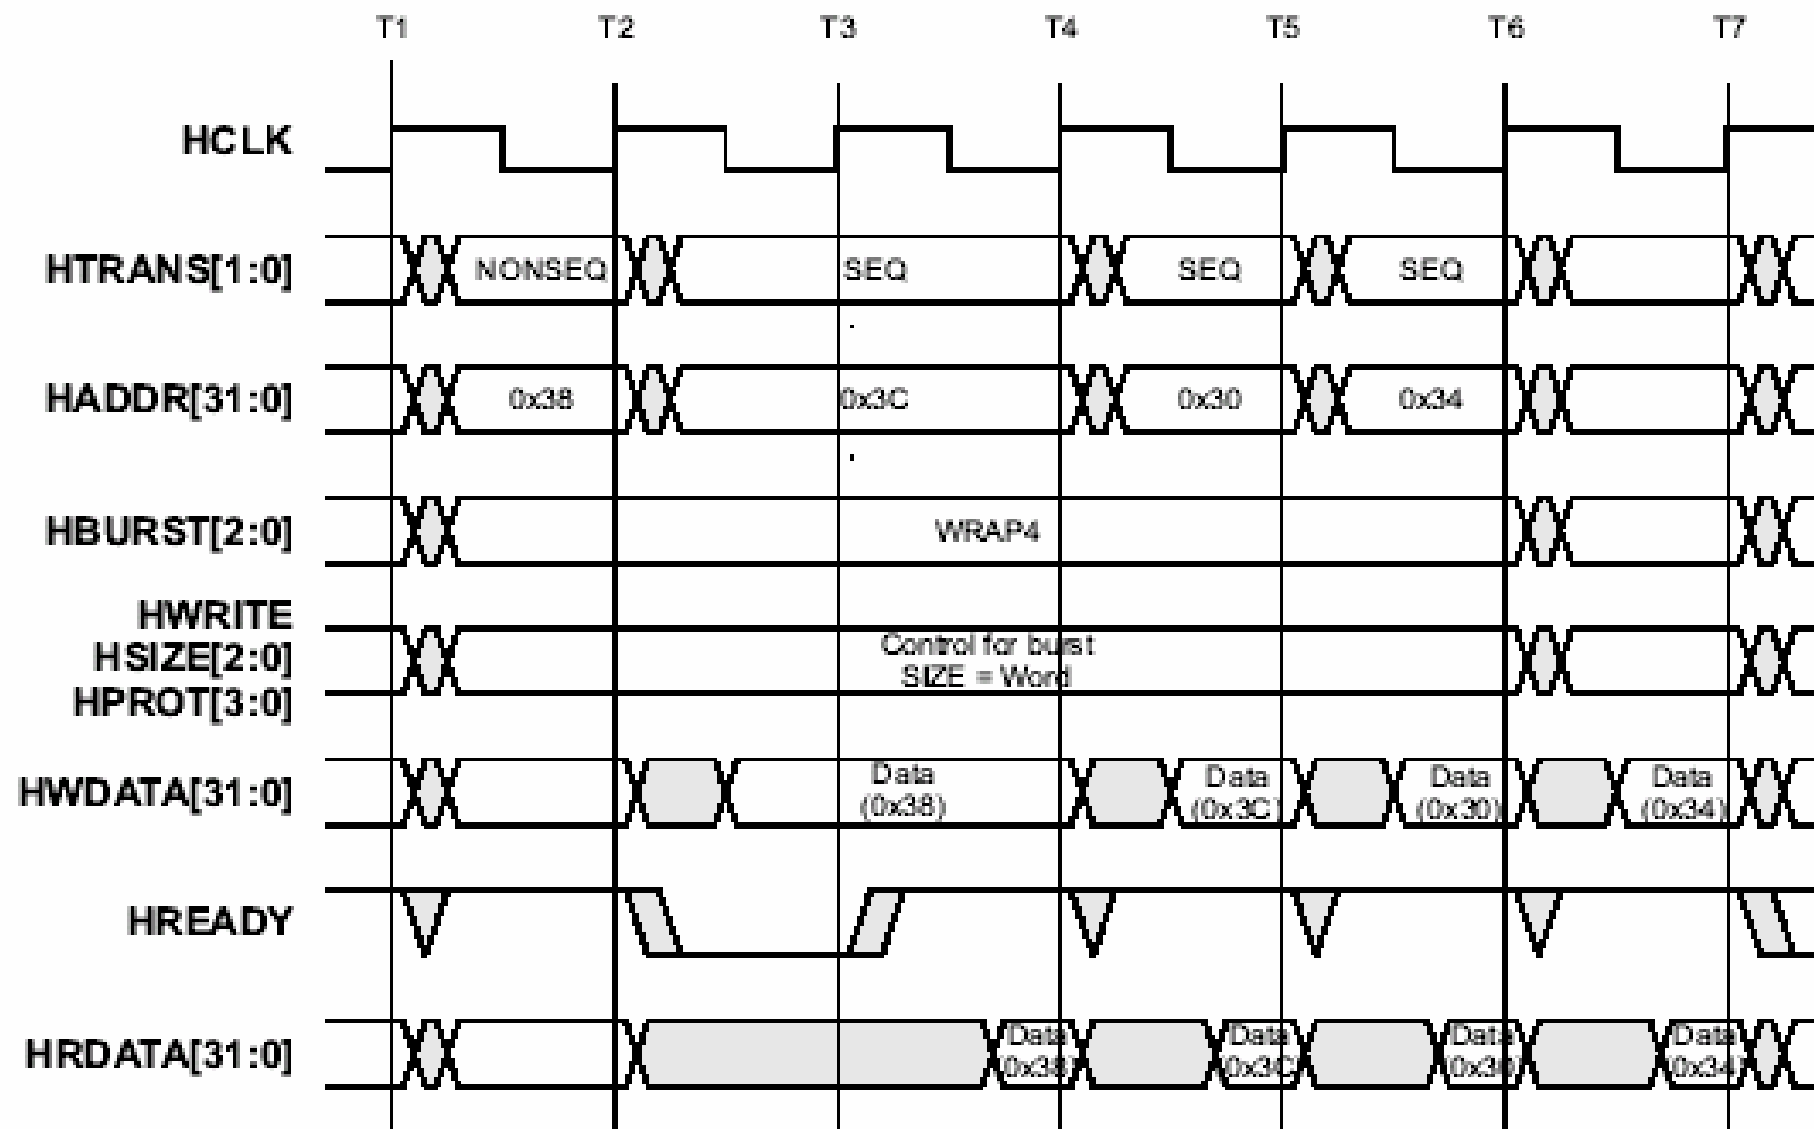 T1 T2 T3 T4 T5 T6 T7
HCLK
HTRANS[1:0] NONSEQ SEQ SEQ SEQ
HADDR[31:0] 0x38 0x3C 0x30 0x34
HBURST[2:0] WRAP4
HWRITE
HSIZE[2:0]
HPROT[3:0]
Control for burst
SIZE = Word
HWDATA[31:0]
Data Data Data Data
(0x38) (0x3C) (0x30) (0x34)
HREADY
HRDATA[31:0]
Data Data Data Data
(0x38) (0x3C) (0x30) (0x34)